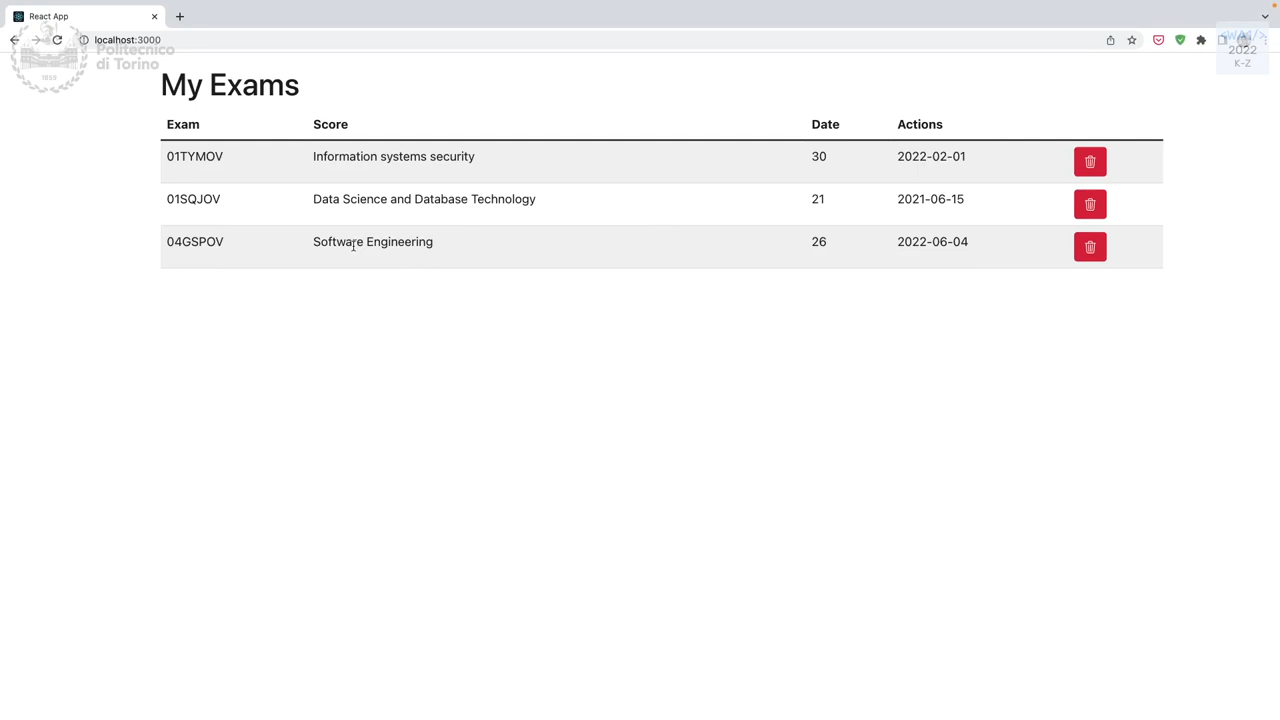 React App
localhost:3000
Politecnico
di Torino
1859
<WA1/>
2022
K-Z
My Exams
Exam Score Date Actions
01TYMOV Information systems security 30 2022-02-01
01SQJOV Data Science and Database Technology 21 2021-06-15
04GSPOV Software Engineering 26 2022-06-04